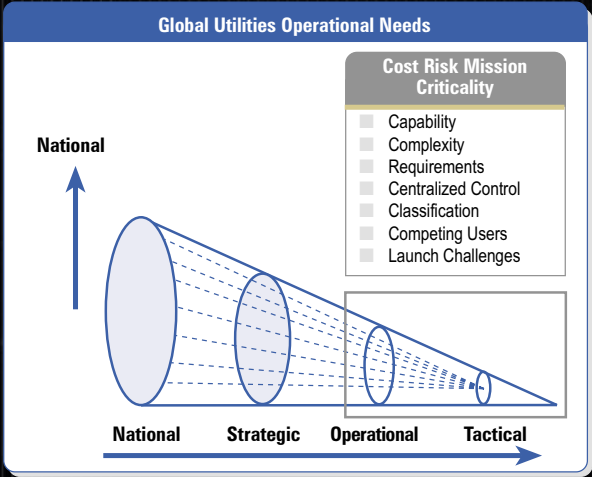 Global Utilities Operational Needs
Cost Risk Mission
Criticality
Capability
Complexity
Requirements
Centralized Control
Classification
Competing Users
Launch Challenges
National
National Strategic Operational Tactical